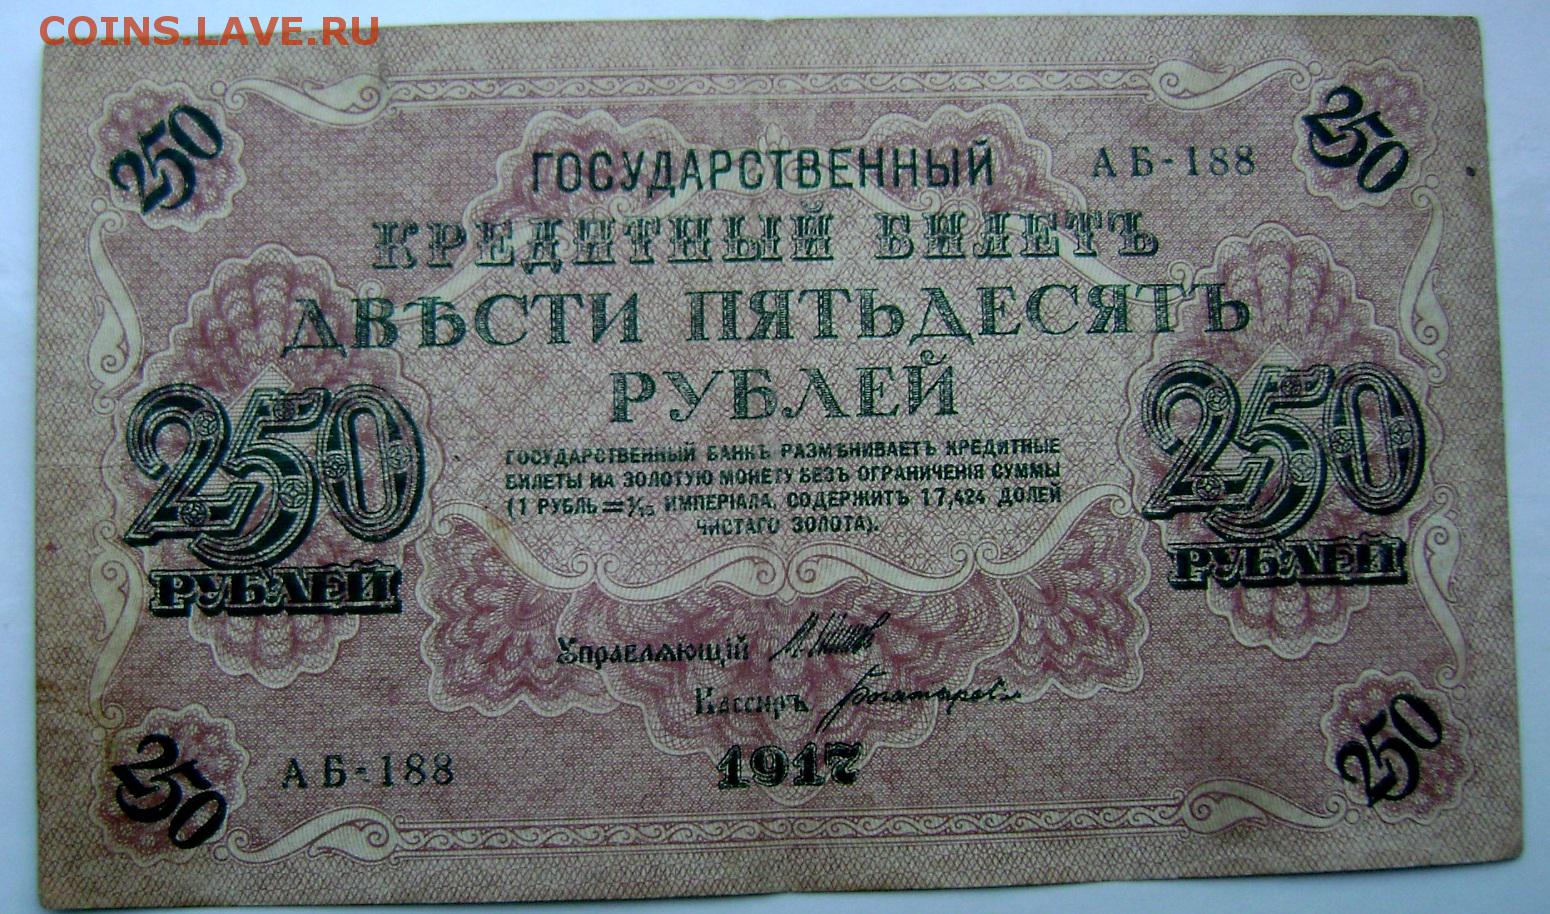 COINS.LAVE.RU
250
250
ГОСУДАРСТВЕННЫЙ
АБ-188
КРЕДИТНЫЙ БИЛЕТЪ
ДВѢСТИ ПЯТЬДЕСЯТЪ
РУБЛЕЙ
250
РУБЛЕЙ
250
РУБЛЕЙ
ГОСУДАРСТВЕННЫЙ БАНКЪ РАЗМѢНИВАЕТЪ КРЕДИТНЫЕ
БИЛЕТЫ НА ЗОЛОТУЮ МОНЕТУ БЕЗЪ ОГРАНИЧЕНІЯ СУММЫ
(1 РУБЛЬ = 1/15 ИМПЕРІАЛА, СОДЕРЖИТЪ 17,424 ДОЛЕЙ
ЧИСТАГО ЗОЛОТА).
Управляющій
Кассиръ
АБ-188
1917
250
250